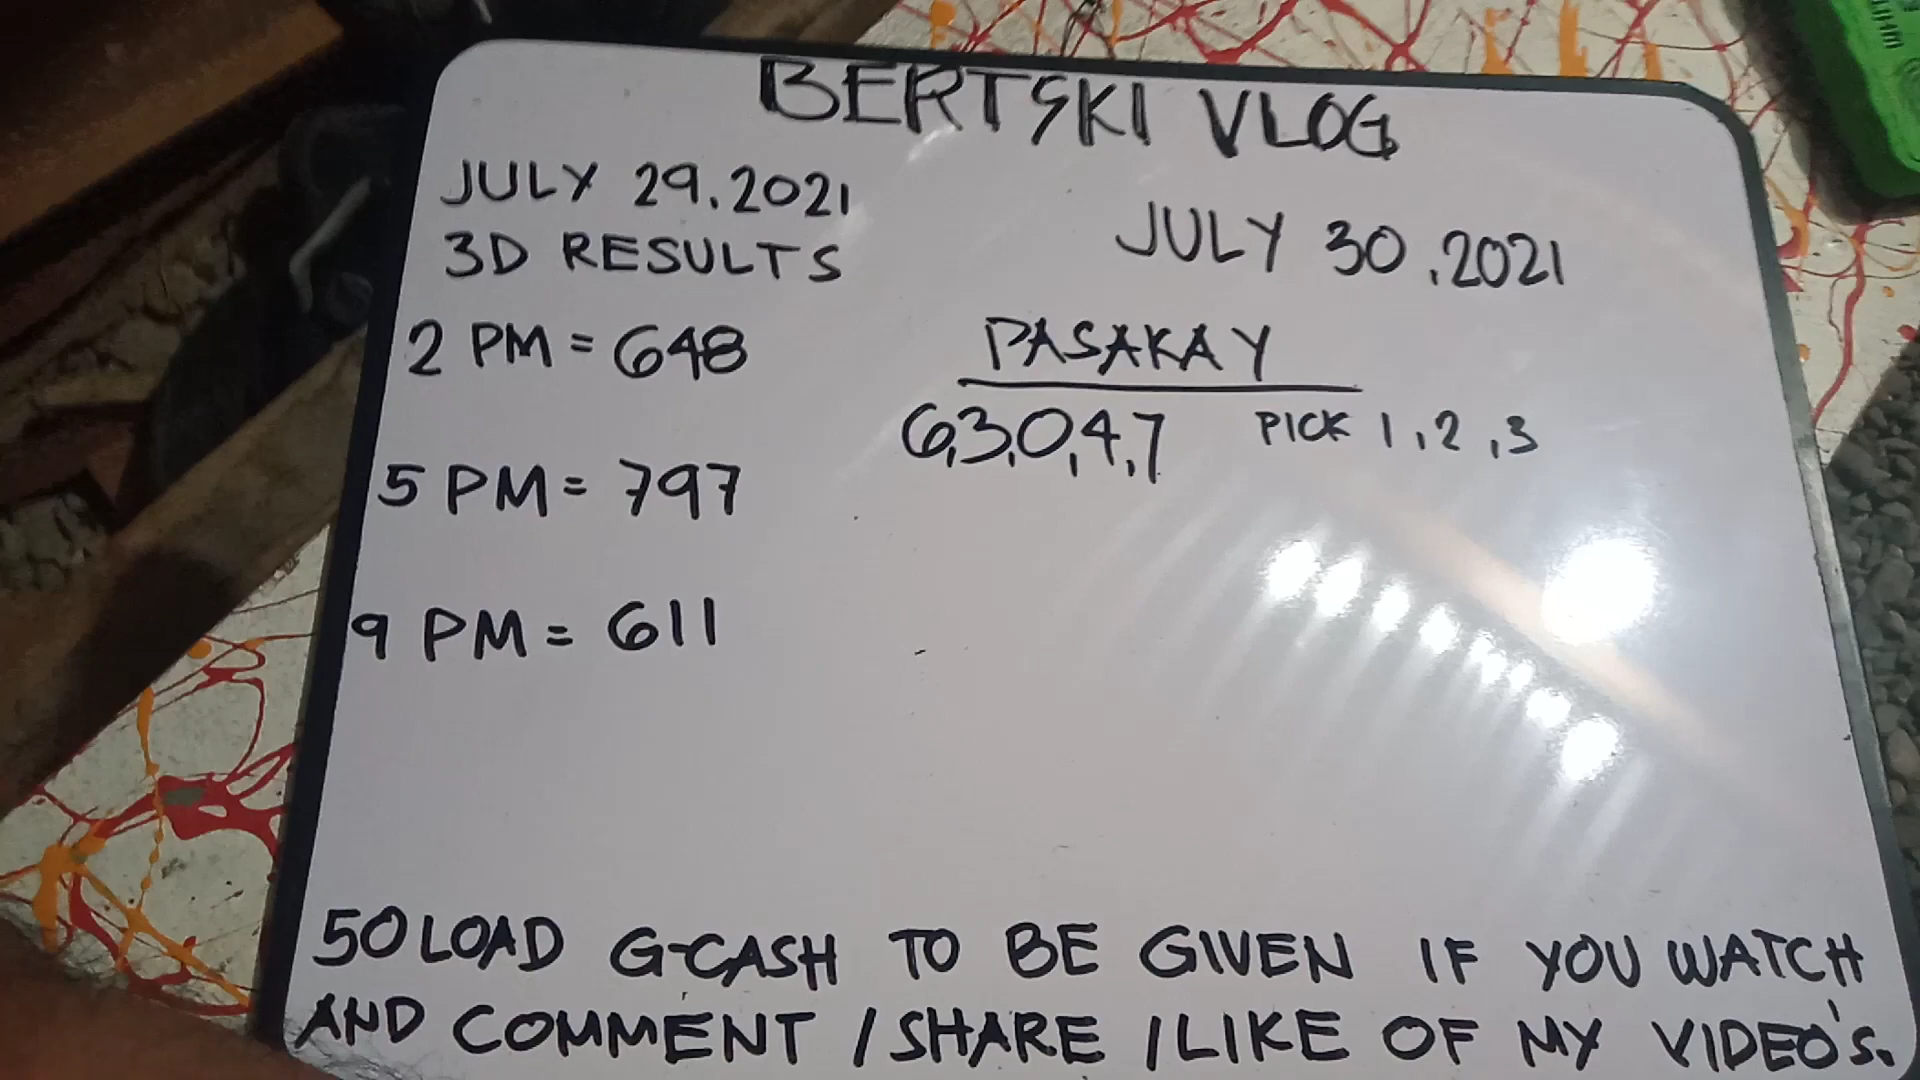 BERTSKI VLOG
JULY 29.2021
3D RESULTS
2 PM = 648
5 PM = 797
9 PM = 611
JULY 30.2021
PASAKAY
6,3,0,4,7 PICK 1,2,3
50 LOAD G-CASH TO BE GIVEN IF YOU WATCH
AND COMMENT / SHARE / LIKE OF MY VIDEO'S.